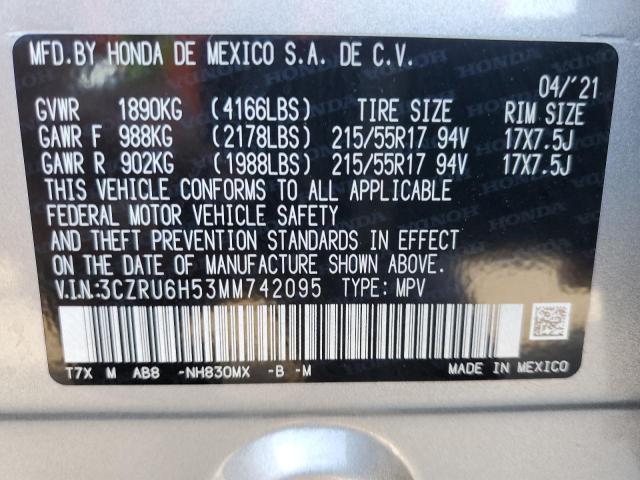 MFD.BY HONDA DE MEXICO S.A. DE C.V.
04/'21
GVWR 1890KG (4166LBS) TIRE SIZE RIM SIZE
GAWR F 988KG (2178LBS) 215/55R17 94V 17X7.5J
GAWR R 902KG (1988LBS) 215/55R17 94V 17X7.5J
THIS VEHICLE CONFORMS TO ALL APPLICABLE
FEDERAL MOTOR VEHICLE SAFETY
AND THEFT PREVENTION STANDARDS IN EFFECT
ON THE DATE OF MANUFACTURE SHOWN ABOVE.
V.I.N:3CZRU6H53MM742095 TYPE: MPV
T7X M AB8 -NH830MX -B -M MADE IN MEXICO